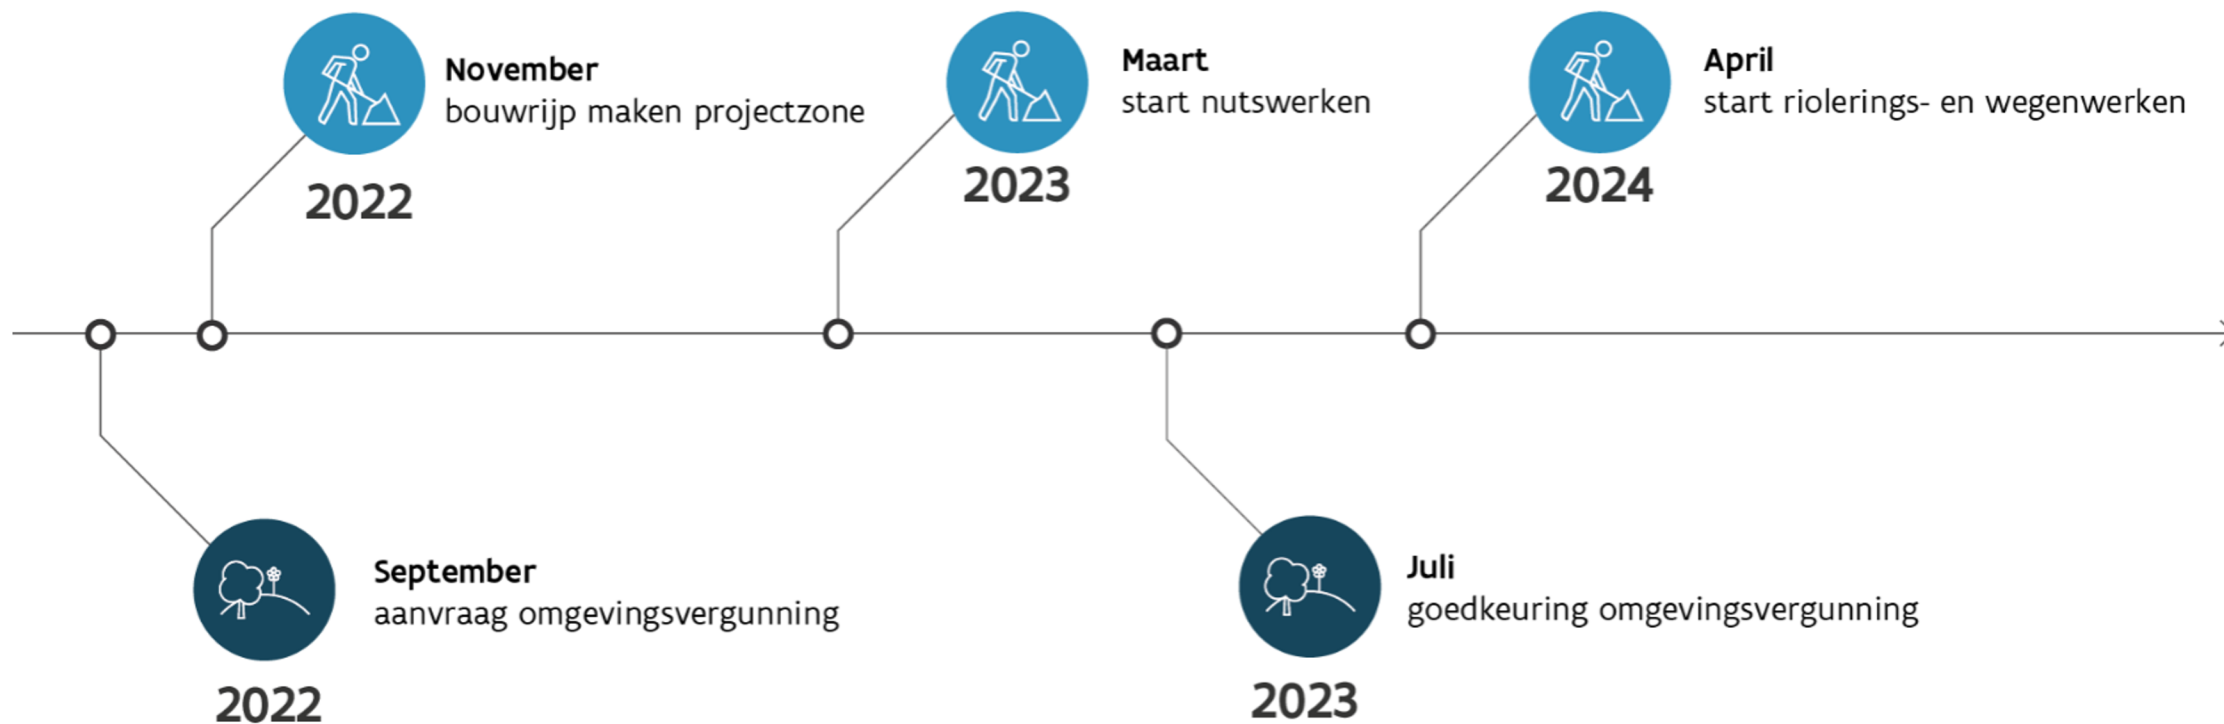 November
bouwrijp maken projectzone
2022
Maart
start nutswerken
2023
April
start riolerings- en wegenwerken
2024
September
aanvraag omgevingsvergunning
2022
Juli
goedkeuring omgevingsvergunning
2023